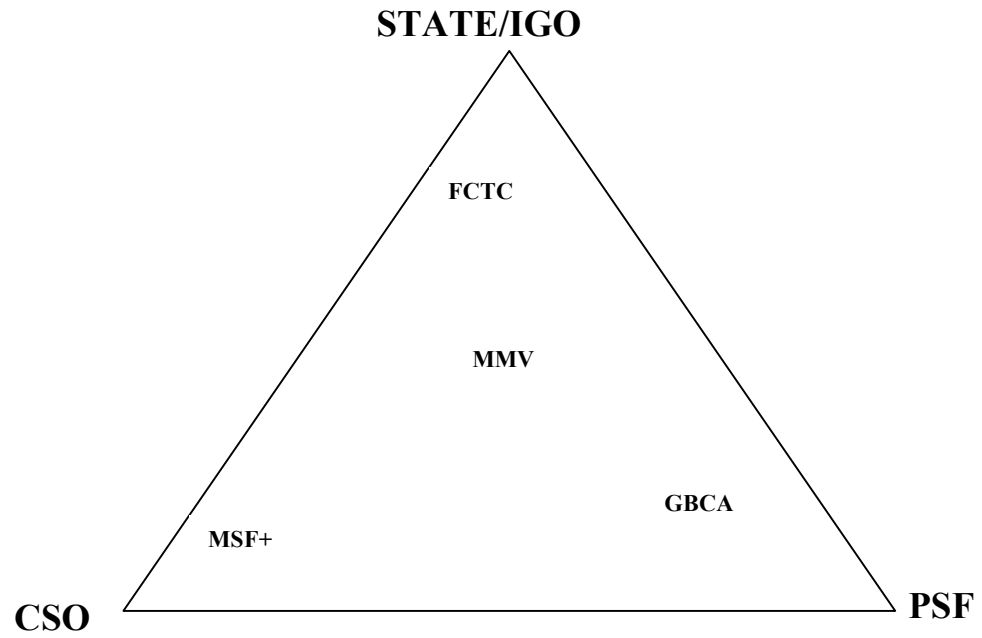 STATE/IGO
FCTC
MMV
GBCA
MSF+
CSO
PSF